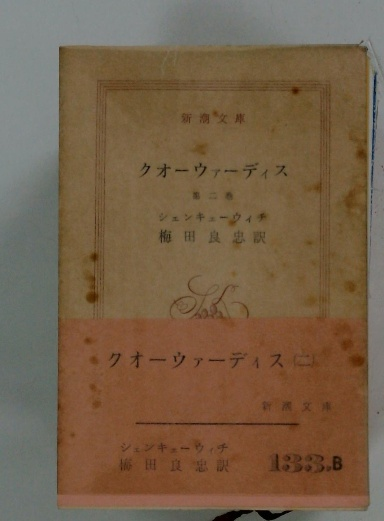 新潮文庫
クオーヴァーディス
第二巻
シェンキェーウィチ
梅田良忠訳
クオーヴァーディス(二)
新潮文庫
シェンキェーウィチ
梅田良忠訳 133.B